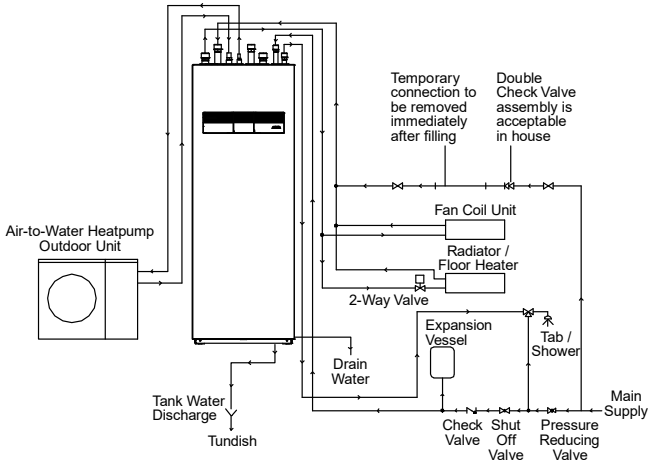 Temporary
connection to
be removed
immediately
after filling
Double
Check Valve
assembly is
acceptable
in house
Fan Coil Unit
Air-to-Water Heatpump
Outdoor Unit
Radiator /
Floor Heater
2-Way Valve
Expansion
Vessel
Tab /
Shower
Drain
Water
Tank Water
Discharge
Tundish
Main
Supply
Check
Valve
Shut
Off
Valve
Pressure
Reducing
Valve